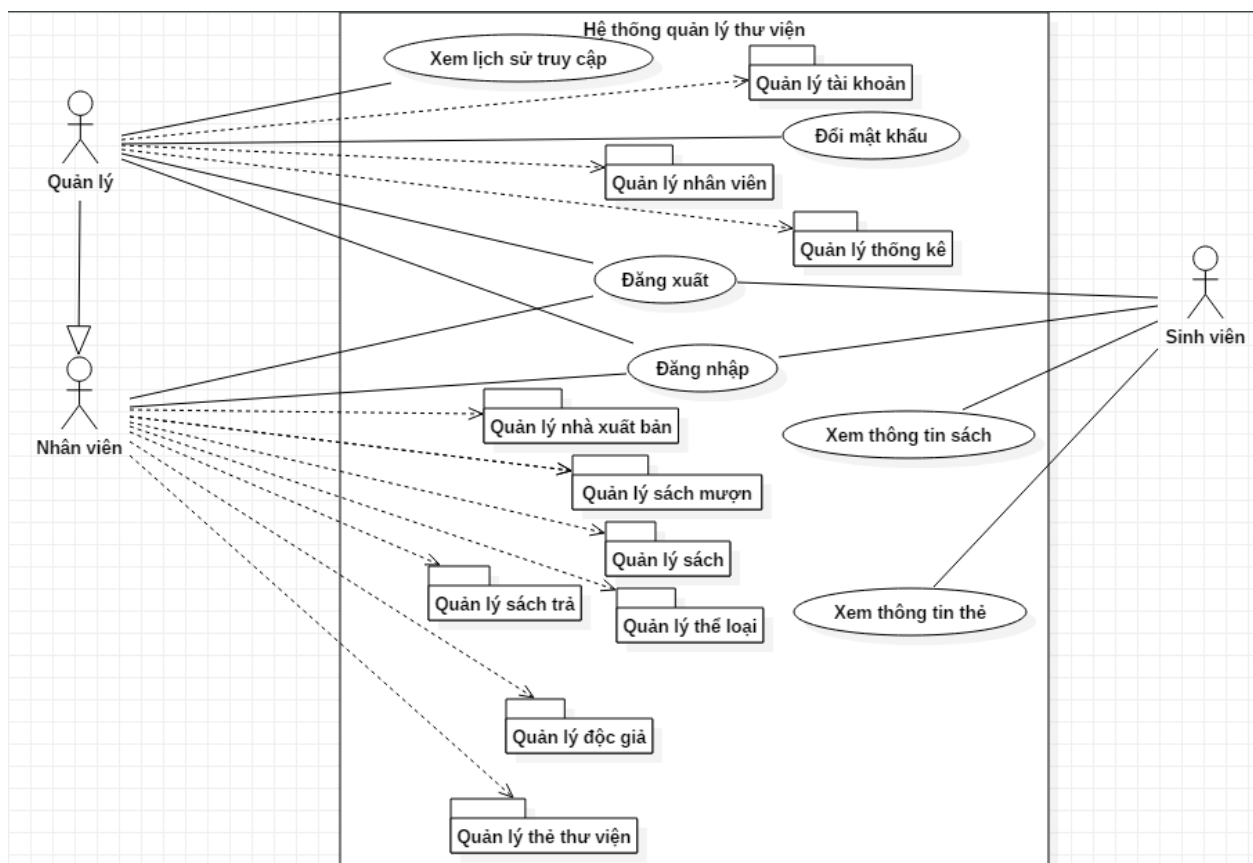 Hệ thống quản lý thư viện
Xem lịch sử truy cập
Quản lý tài khoản
Đổi mật khẩu
Quản lý
Quản lý nhân viên
Quản lý thống kê
Đăng xuất
Sinh viên
Đăng nhập
Quản lý nhà xuất bản
Xem thông tin sách
Nhân viên
Quản lý sách mượn
Quản lý sách
Quản lý sách trả
Xem thông tin thẻ
Quản lý thể loại
Quản lý độc giả
Quản lý thẻ thư viện